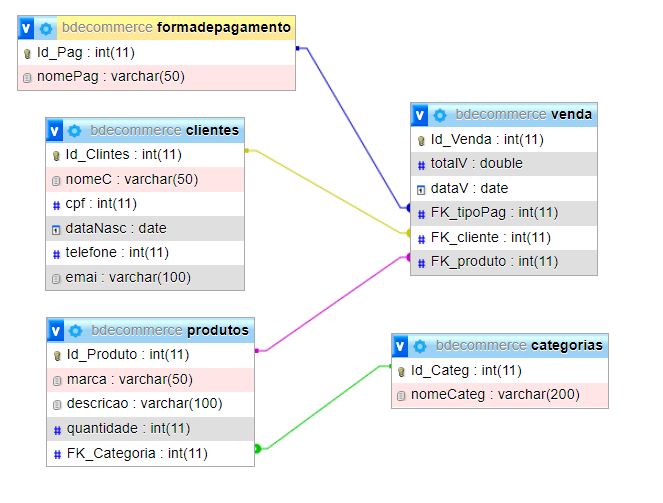 v bdecommerce formadepagamento
Id_Pag : int(11)
nomePag : varchar(50)
v bdecommerce clientes
Id_Clintes : int(11)
nomeC : varchar(50)
# cpf : int(11)
dataNasc : date
# telefone : int(11)
emai : varchar(100)
v bdecommerce produtos
Id_Produto : int(11)
marca : varchar(50)
descricao : varchar(100)
# quantidade : int(11)
# FK_Categoria : int(11)
v bdecommerce venda
Id_Venda : int(11)
# totalV : double
dataV : date
# FK_tipoPag : int(11)
# FK_cliente : int(11)
# FK_produto : int(11)
v bdecommerce categorias
Id_Categ : int(11)
nomeCateg : varchar(200)